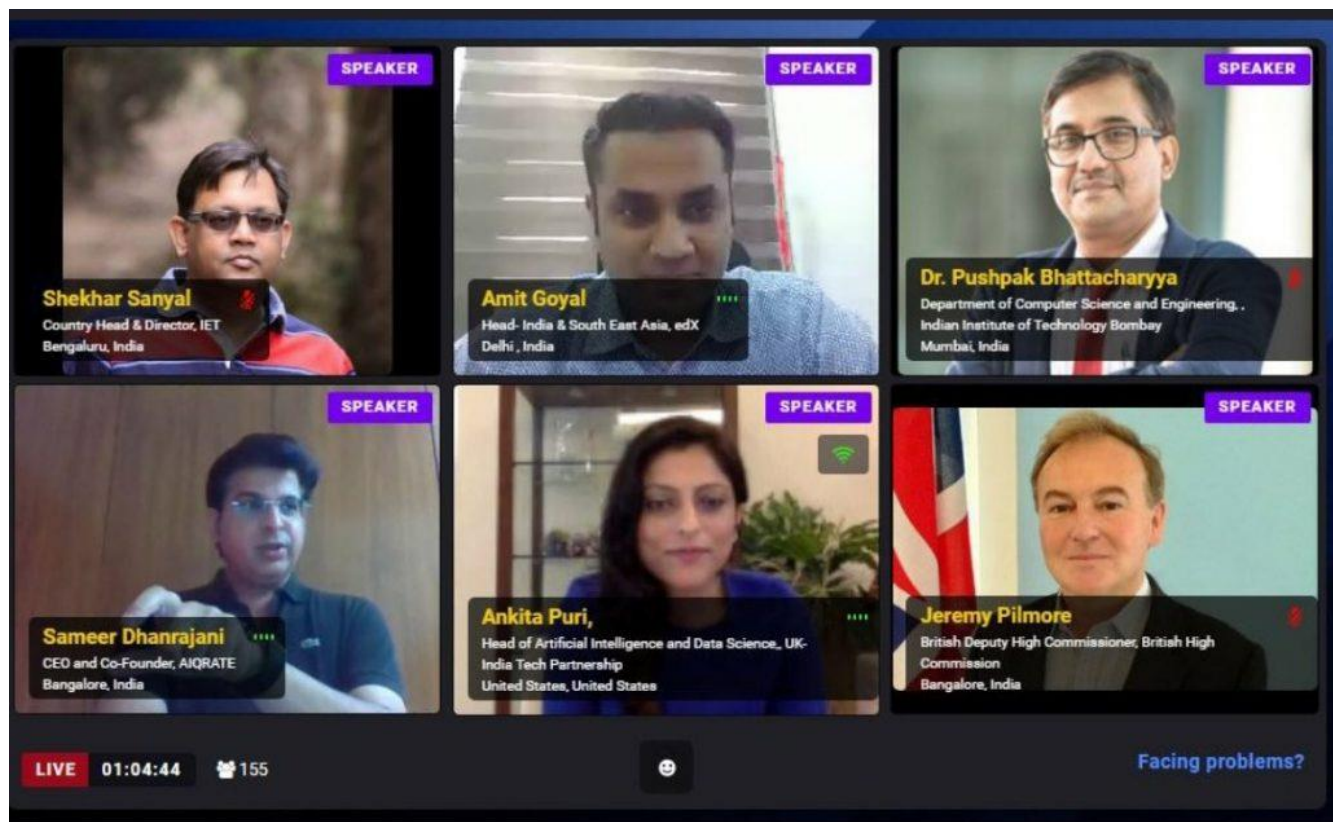 SPEAKER
Shekhar Sanyal
Country Head & Director, IET
Bengaluru, India
SPEAKER
Amit Goyal
Head- India & South East Asia, edX
Delhi , India
SPEAKER
Dr. Pushpak Bhattacharyya
Department of Computer Science and Engineering, ,
Indian Institute of Technology Bombay
Mumbai, India
SPEAKER
Sameer Dhanrajani
CEO and Co-Founder, AIQRATE
Bangalore, India
SPEAKER
Ankita Puri,
Head of Artificial Intelligence and Data Science,, UK-
India Tech Partnership
United States, United States
SPEAKER
Jeremy Pilmore
British Deputy High Commissioner, British High
Commission
Bangalore, India
LIVE 01:04:44 155
Facing problems?